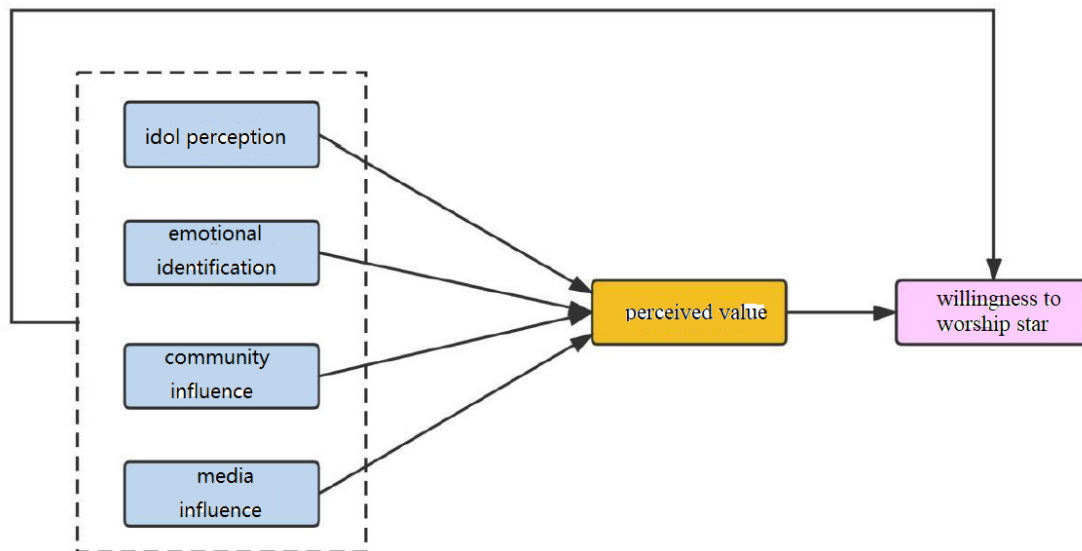 idol perception
emotional
identification
community
influence
media
influence
perceived value
willingness to
worship star